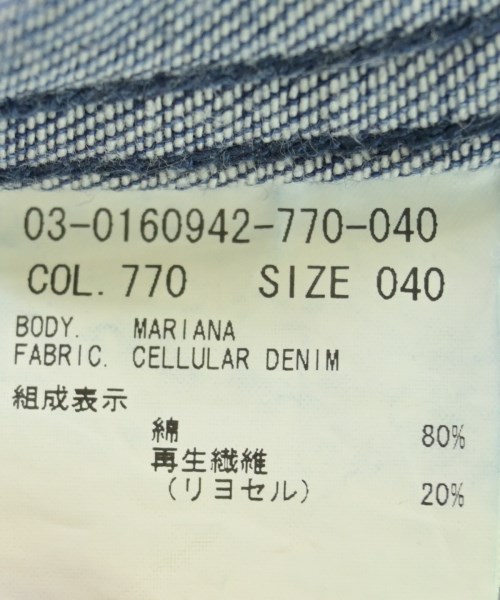 03-0160942-770-040
COL. 770 SIZE 040
BODY. MARIANA
FABRIC. CELLULAR DENIM
組成表示
綿 80%
再生繊維
(リヨセル) 20%